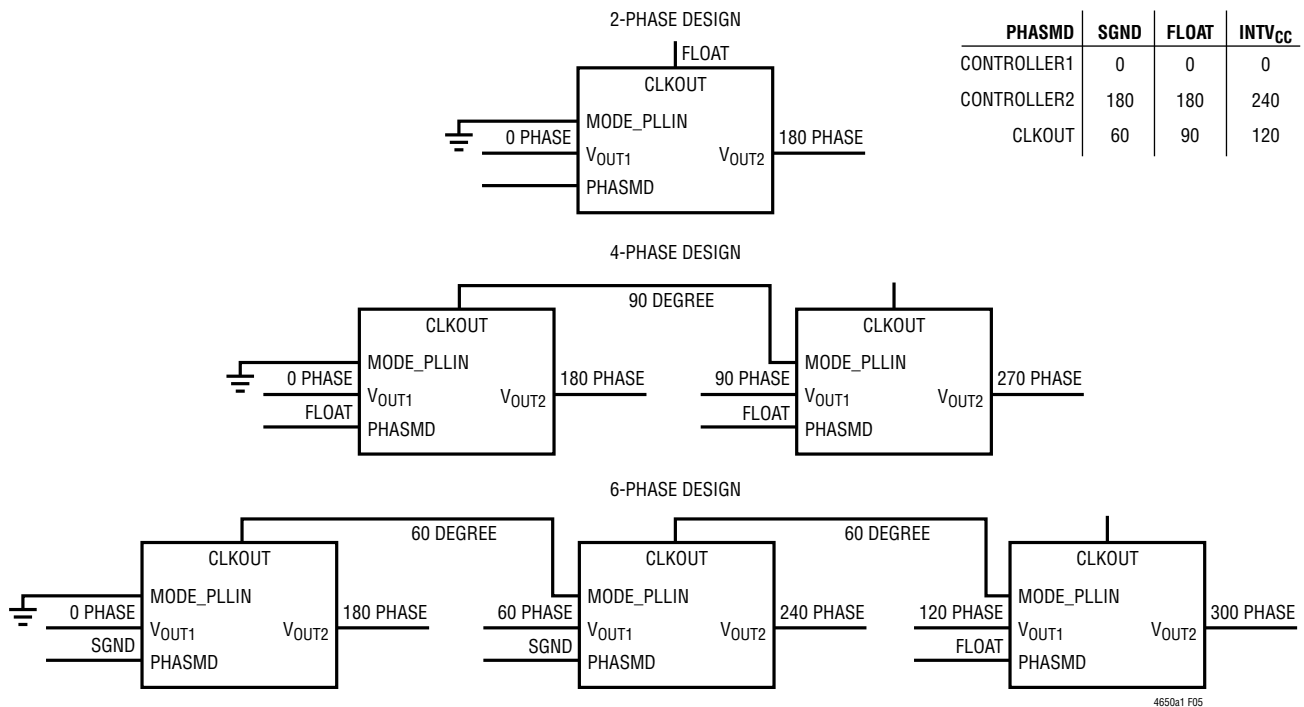 2-PHASE DESIGN
FLOAT
CLKOUT
MODE_PLLIN
0 PHASE
VOUT1
VOUT2
180 PHASE
PHASMD
PHASMD SGND FLOAT INTVCC
CONTROLLER1 0 0 0
CONTROLLER2 180 180 240
CLKOUT 60 90 120
4-PHASE DESIGN
90 DEGREE
CLKOUT
MODE_PLLIN
0 PHASE
VOUT1
VOUT2
180 PHASE
FLOAT
PHASMD
CLKOUT
MODE_PLLIN
90 PHASE
VOUT1
VOUT2
270 PHASE
FLOAT
PHASMD
6-PHASE DESIGN
60 DEGREE
60 DEGREE
CLKOUT
MODE_PLLIN
0 PHASE
VOUT1
VOUT2
180 PHASE
SGND
PHASMD
CLKOUT
MODE_PLLIN
60 PHASE
VOUT1
VOUT2
240 PHASE
SGND
PHASMD
CLKOUT
MODE_PLLIN
120 PHASE
VOUT1
VOUT2
300 PHASE
FLOAT
PHASMD
4650a1 F05